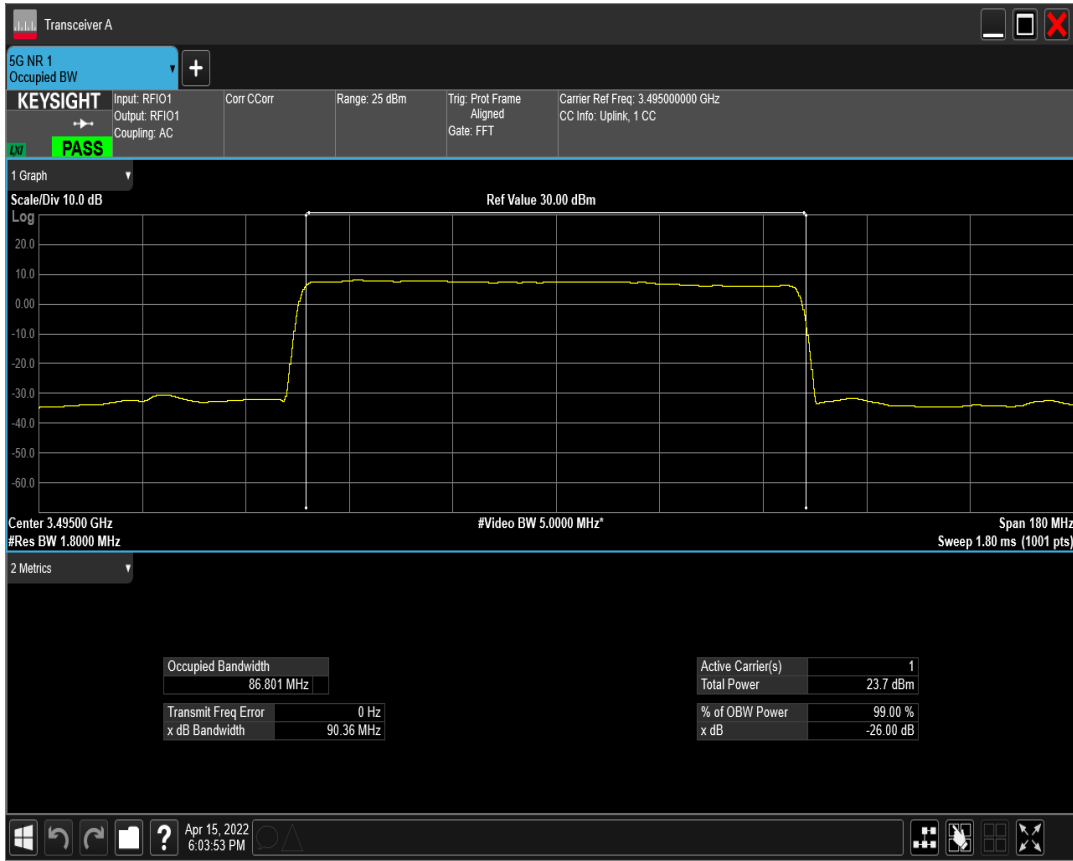 Transceiver A
5G NR 1
Occupied BW
KEYSIGHT
LXI
PASS
Input: RFIO1
Output: RFIO1
Coupling: AC
Corr CCorr
Range: 25 dBm
Trig: Prot Frame
Aligned
Gate: FFT
Carrier Ref Freq: 3.495000000 GHz
CC Info: Uplink, 1 CC
1 Graph
Scale/Div 10.0 dB
Ref Value 30.00 dBm
Log
20.0
10.0
0.00
-10.0
-20.0
-30.0
-40.0
-50.0
-60.0
Center 3.49500 GHz
#Video BW 5.0000 MHz*
Span 180 MHz
#Res BW 1.8000 MHz
Sweep 1.80 ms (1001 pts)
2 Metrics
Occupied Bandwidth
86.801 MHz
Transmit Freq Error 0 Hz
x dB Bandwidth 90.36 MHz
Active Carrier(s) 1
Total Power 23.7 dBm
% of OBW Power 99.00 %
x dB -26.00 dB
Apr 15, 2022
6:03:53 PM